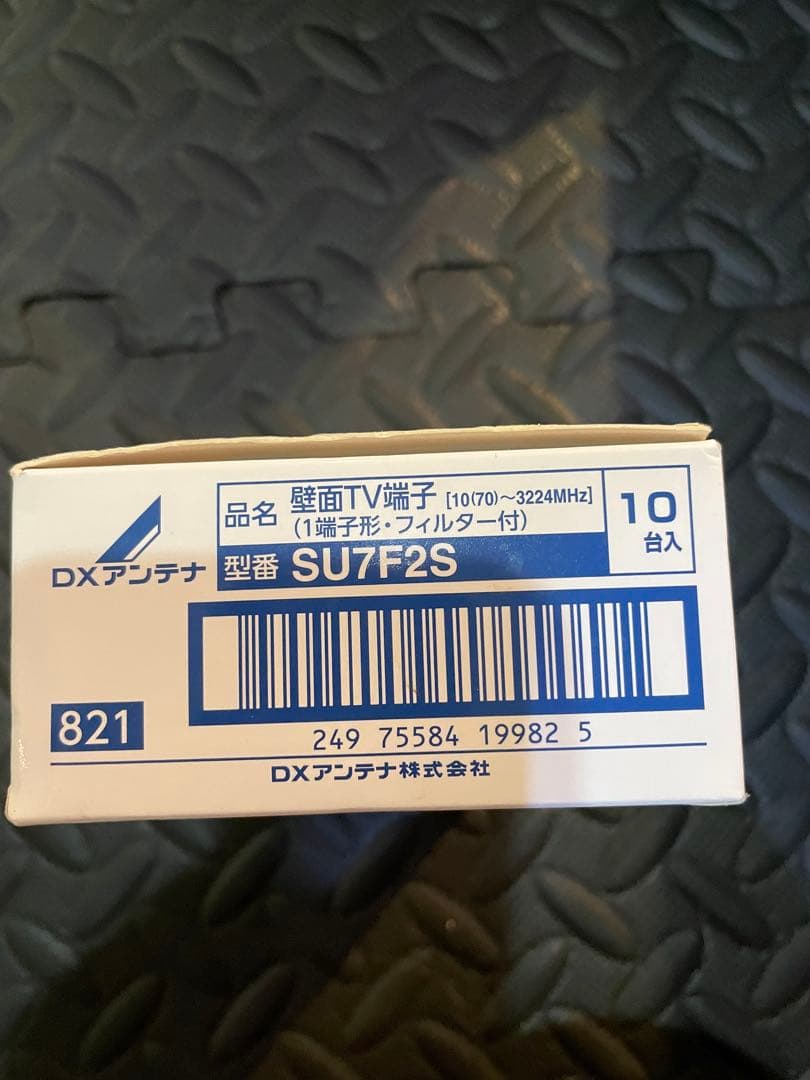 品名 壁面TV端子 [10(70)～3224MHz]
(1端子形・フィルター付)
10
台入
DXアンテナ
型番 SU7F2S
821
249 75584 19982 5
DXアンテナ株式会社